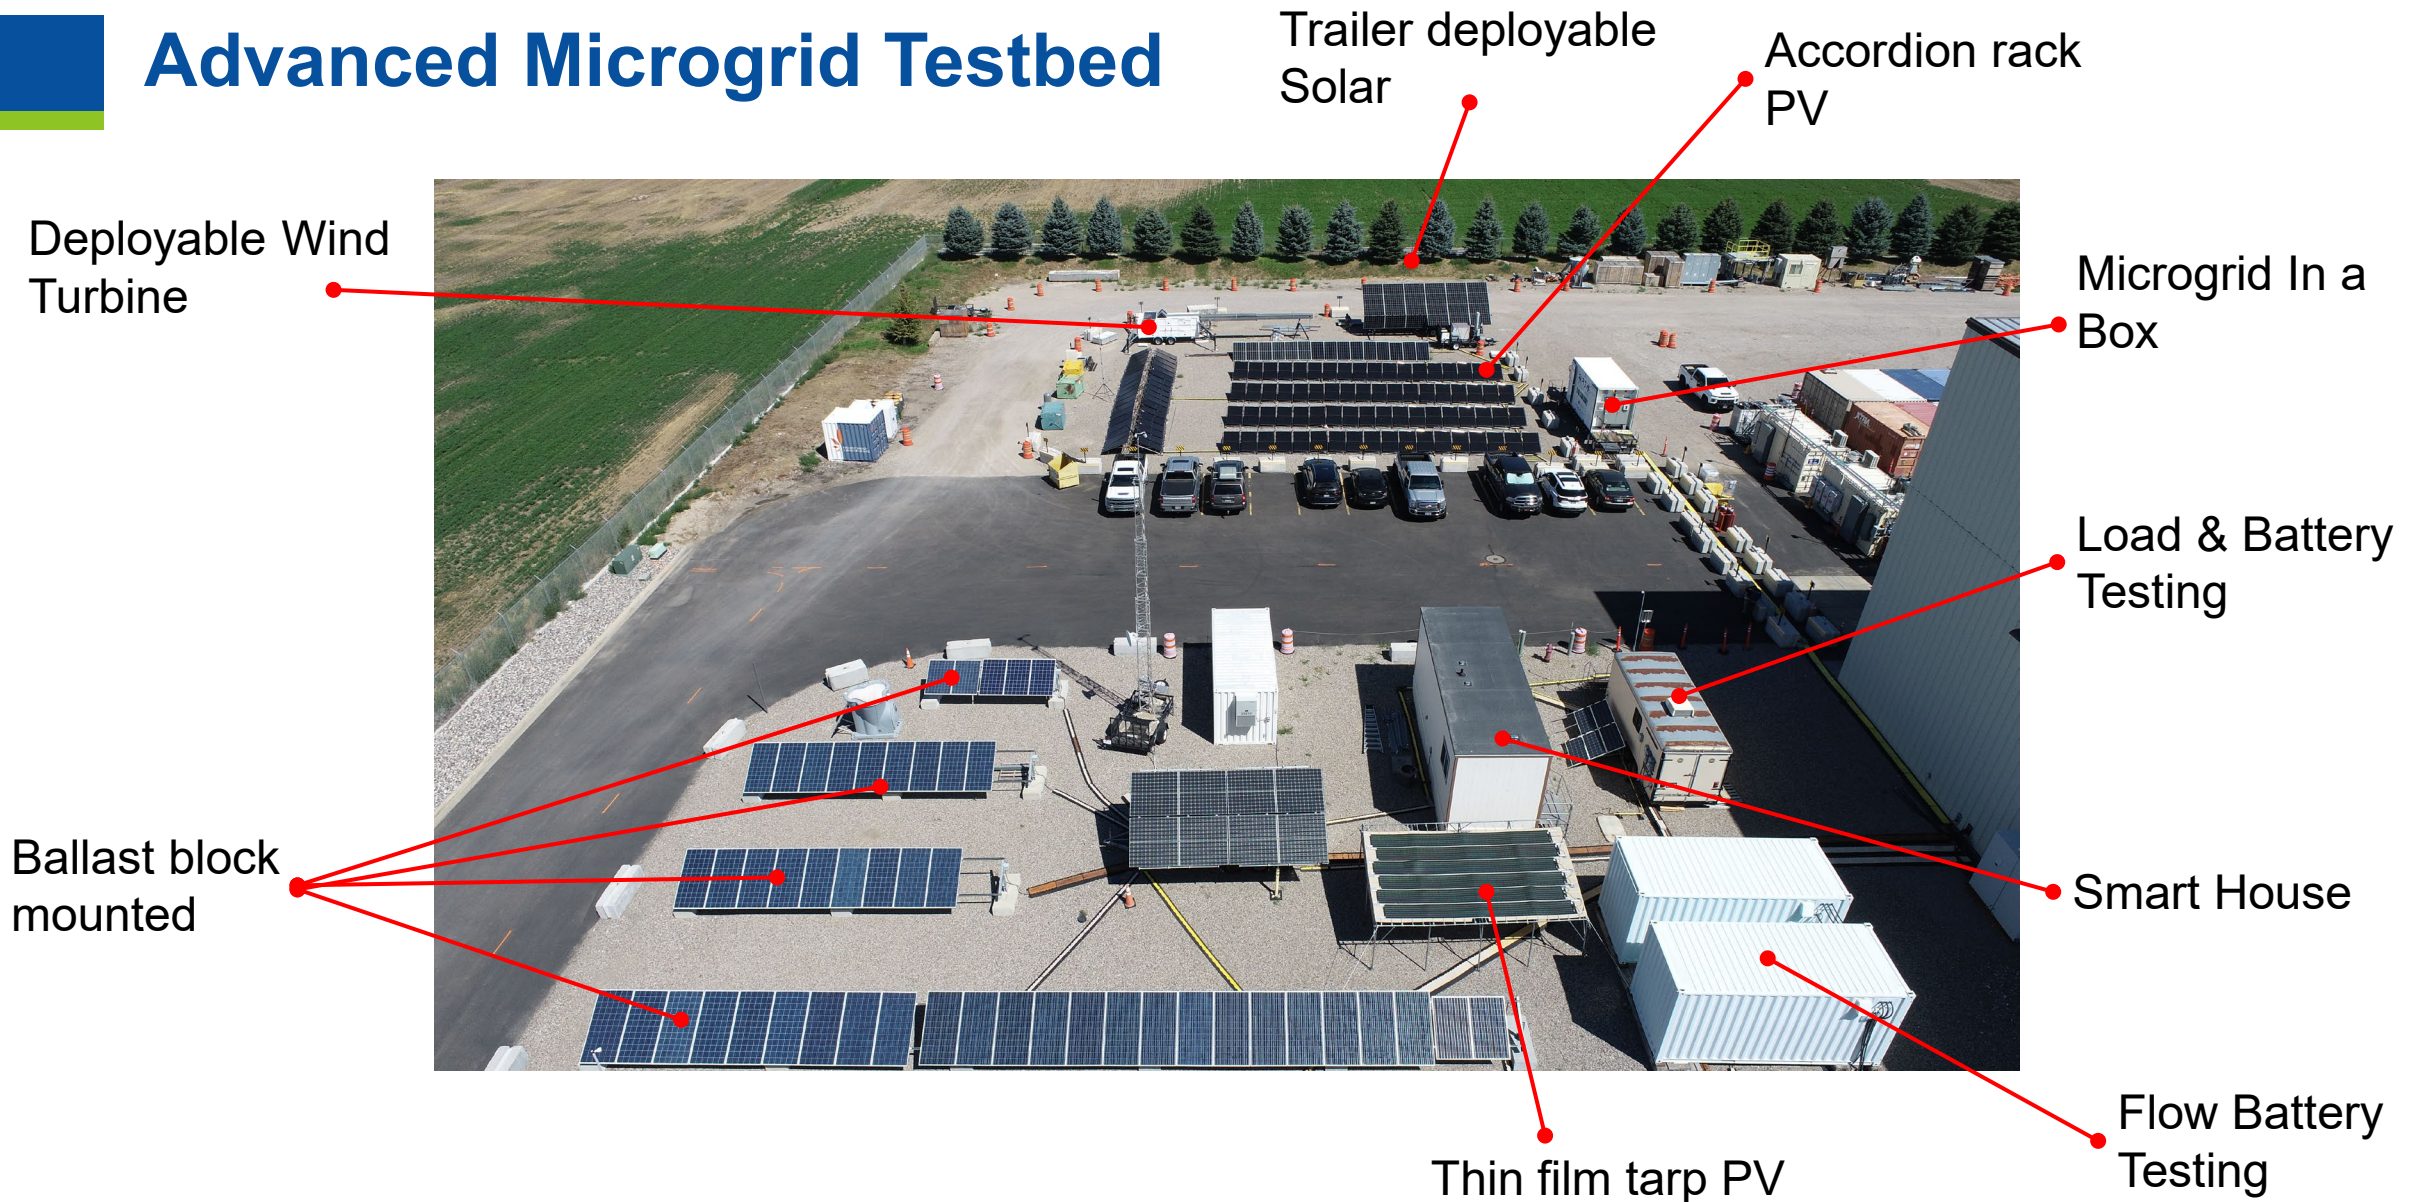 Advanced Microgrid Testbed
Trailer deployable
Solar
Accordion rack
PV
Deployable Wind
Turbine
Microgrid In a
Box
Load & Battery
Testing
Ballast block
mounted
Smart House
Flow Battery
Testing
Thin film tarp PV